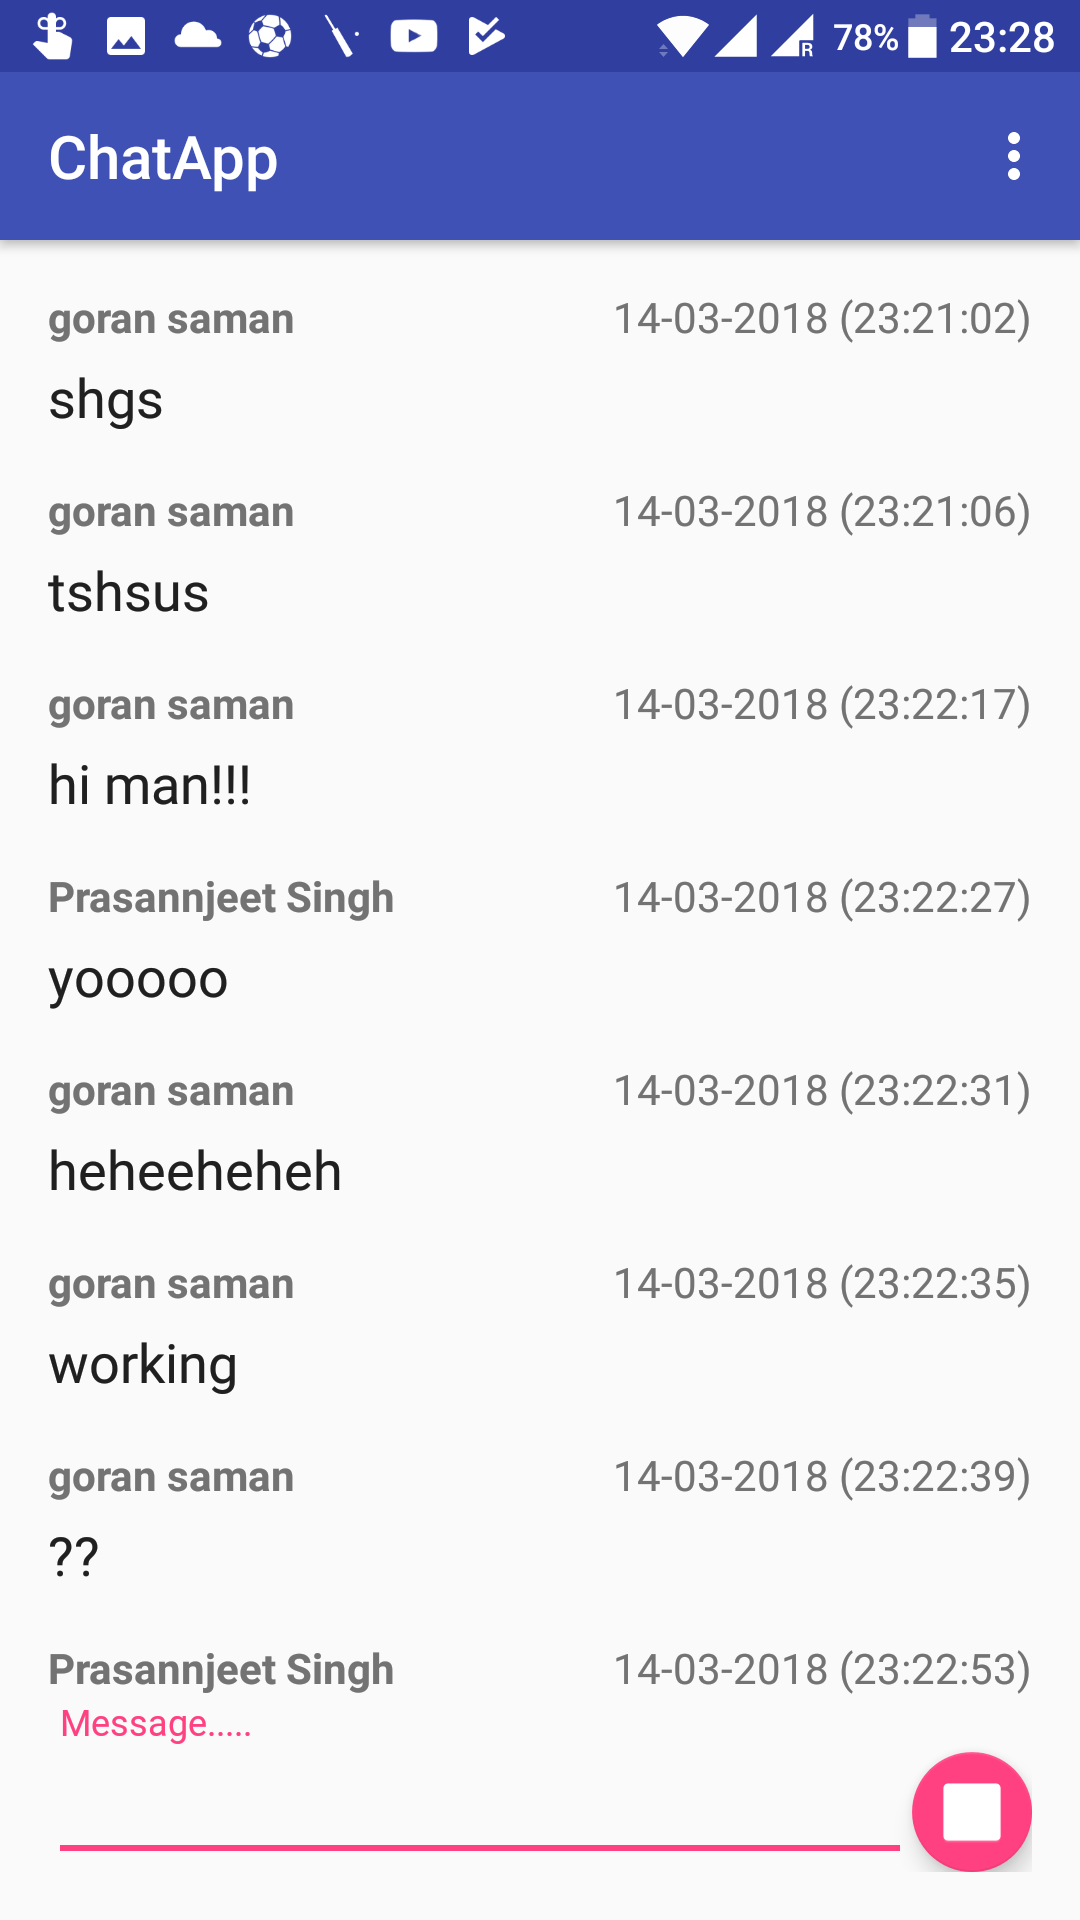 78% 23:28
ChatApp
goran saman 14-03-2018 (23:21:02)
shgs
goran saman 14-03-2018 (23:21:06)
tshsus
goran saman 14-03-2018 (23:22:17)
hi man!!!
Prasannjeet Singh 14-03-2018 (23:22:27)
yooooo
goran saman 14-03-2018 (23:22:31)
heheeheheh
goran saman 14-03-2018 (23:22:35)
working
goran saman 14-03-2018 (23:22:39)
??
Prasannjeet Singh 14-03-2018 (23:22:53)
Message.....